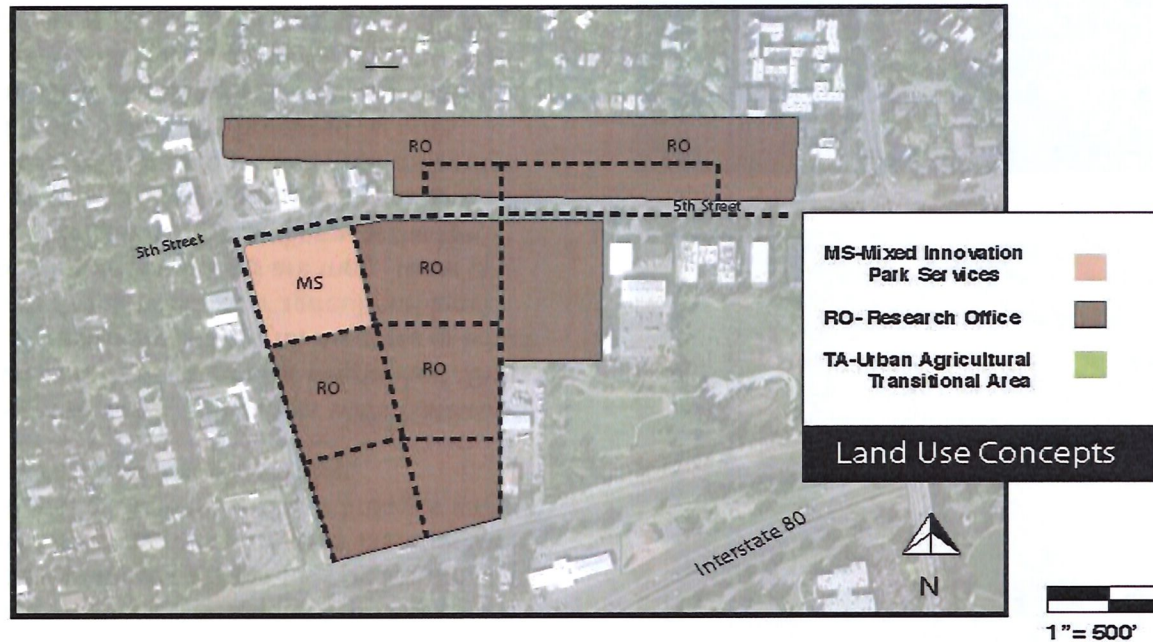 RO
RO
5th Street
5th Street
MS
RO
RO
RO
MS-Mixed Innovation
Park Services
RO- Research Office
TA-Urban Agricultural
Transitional Area
Land Use Concepts
Interstate 80
N
1"= 500'